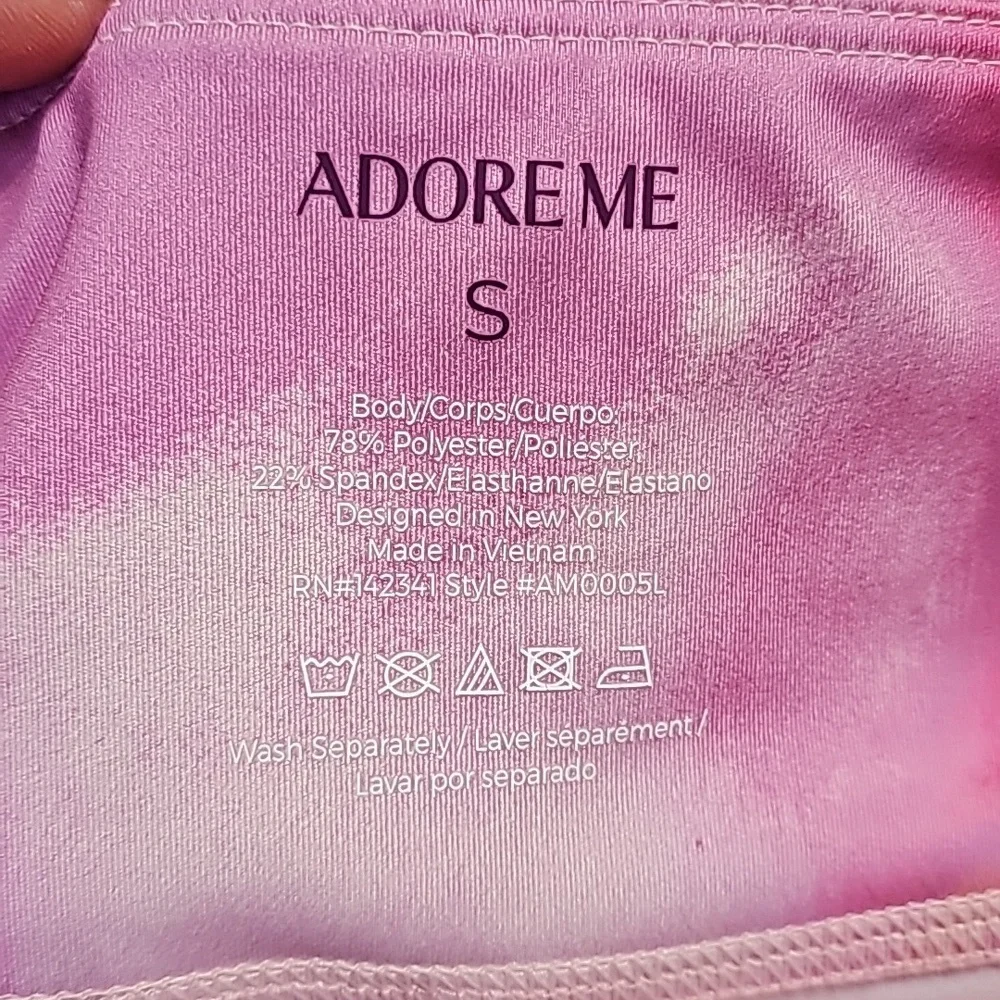 ADORE ME
S
Body/Corps/Cuerpo:
78% Polyester/Poliester,
22% Spandex/Élasthanne/Elastano
Designed in New York
Made in Vietnam
RN#142341 Style #AM0005L
Wash Separately / Laver séparément /
Lavar por separado